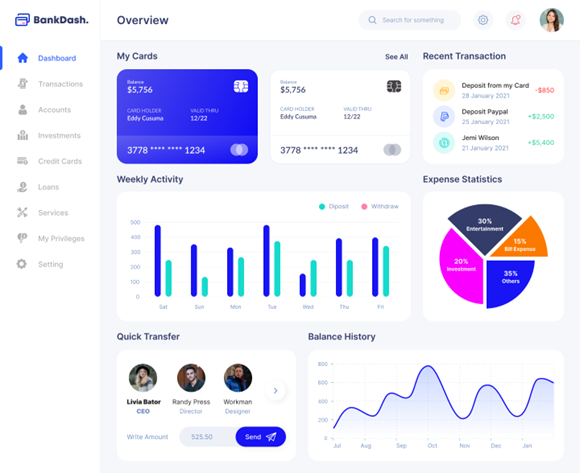 BankDash.
Overview
Search for something
Dashboard
Transactions
Accounts
Investments
Credit Cards
Loans
Services
My Privileges
Setting
My Cards
See All
Balance
$5,756
CARD HOLDER
VALID THRU
Eddy Cusuma
12/22
3778 **** **** 1234
Balance
$5,756
CARD HOLDER
VALID THRU
Eddy Cusuma
12/22
3778 **** **** 1234
Recent Transaction
Deposit from my Card
28 January 2021
-$850
Deposit Paypal
25 January 2021
+$2,500
Jemi Wilson
21 January 2021
+$5,400
Weekly Activity
Diposit
Withdraw
500
400
300
200
100
0
Sat Sun Mon Tue Wed Thu Fri
Expense Statistics
30%
Entertainment
15%
Bill Expense
20%
Investment
35%
Others
Quick Transfer
Livia Bator
CEO
Randy Press
Director
Workman
Designer
Write Amount
525.50
Send
Balance History
800
600
400
200
0
Jul Aug Sep Oct Nov Dec Jan